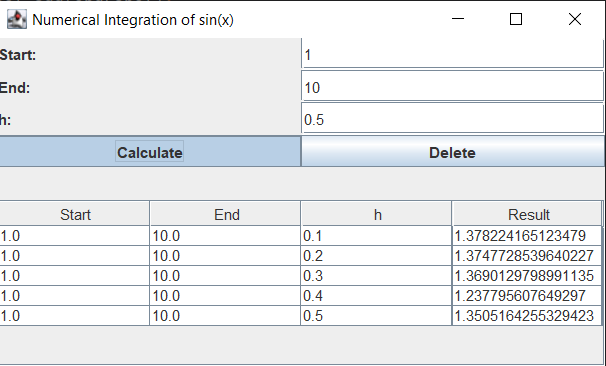 Numerical Integration of sin(x)
Start: 1
End: 10
h: 0.5
Calculate Delete
Start End h Result
1.0 10.0 0.1 1.378224165123479
1.0 10.0 0.2 1.3747728539640227
1.0 10.0 0.3 1.3690129798991135
1.0 10.0 0.4 1.237795607649297
1.0 10.0 0.5 1.3505164255329423